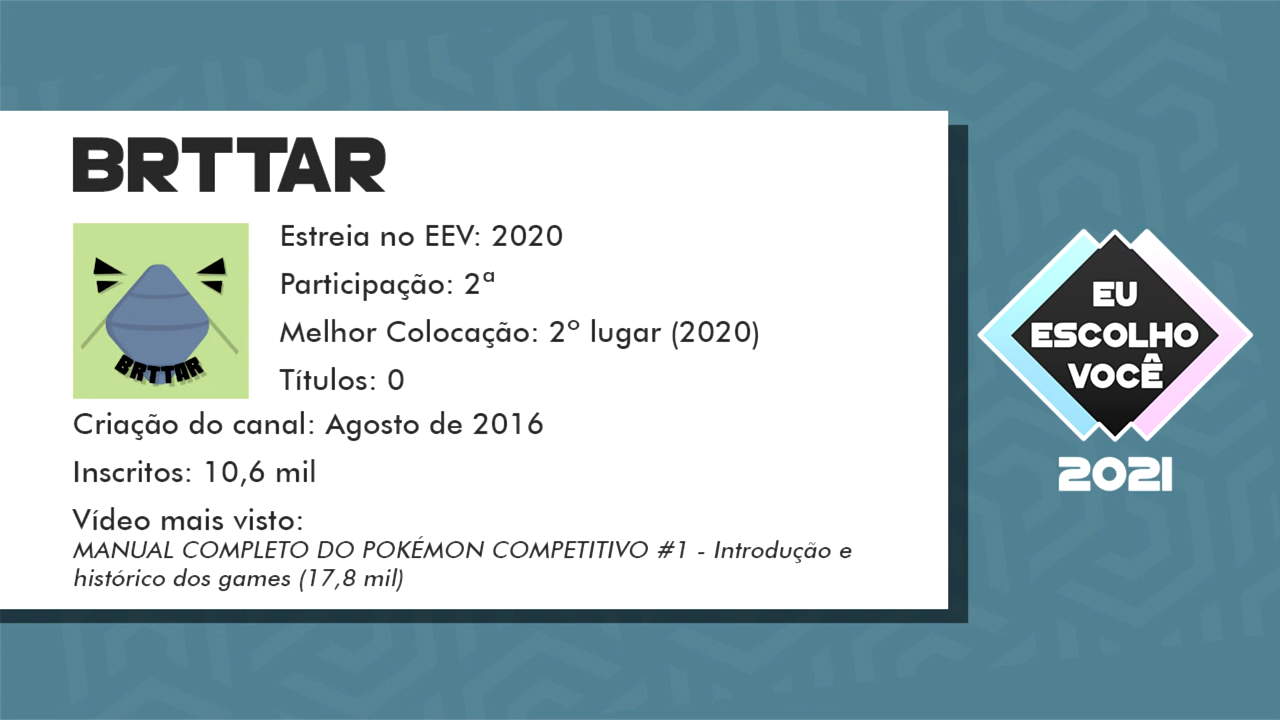 BRTTAR
BRTTAR
Estreia no EEV: 2020
Participação: 2ª
Melhor Colocação: 2º lugar (2020)
Títulos: 0
Criação do canal: Agosto de 2016
Inscritos: 10,6 mil
Vídeo mais visto:
MANUAL COMPLETO DO POKÉMON COMPETITIVO #1 - Introdução e
histórico dos games (17,8 mil)
EU
ESCOLHO
VOCÊ
2021